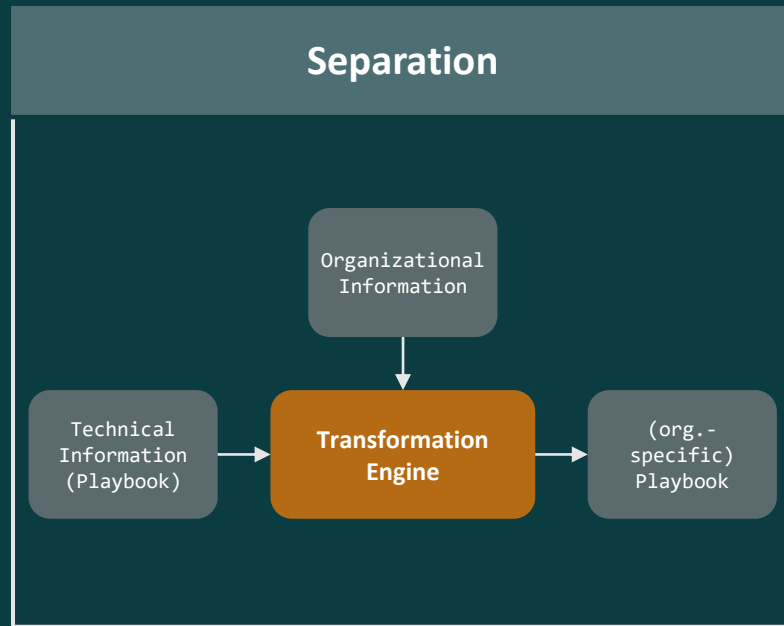 Separation
Organizational
Information
Technical
Information
(Playbook)
Transformation
Engine
(org.-
specific)
Playbook